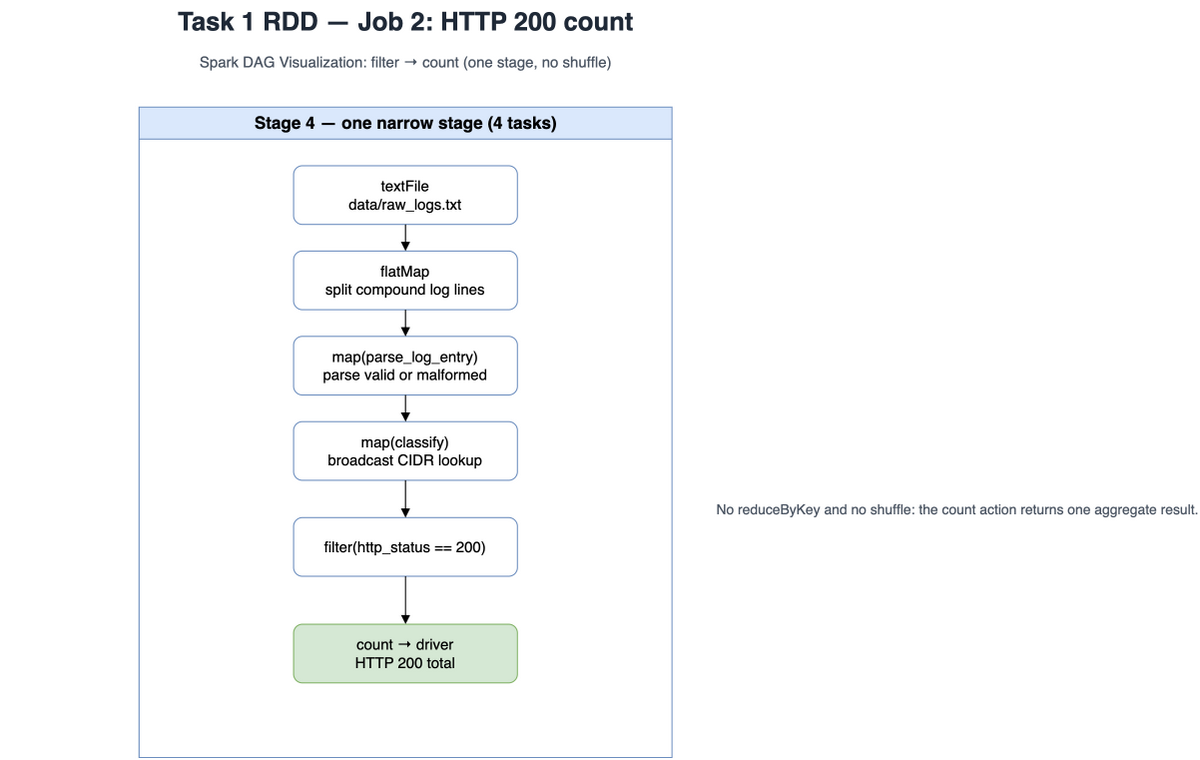 Task 1 RDD — Job 2: HTTP 200 count
Spark DAG Visualization: filter → count (one stage, no shuffle)
Stage 4 — one narrow stage (4 tasks)
textFile
data/raw_logs.txt
flatMap
split compound log lines
map(parse_log_entry)
parse valid or malformed
map(classify)
broadcast CIDR lookup
No reduceByKey and no shuffle: the count action returns one aggregate result.
filter(http_status == 200)
count → driver
HTTP 200 total